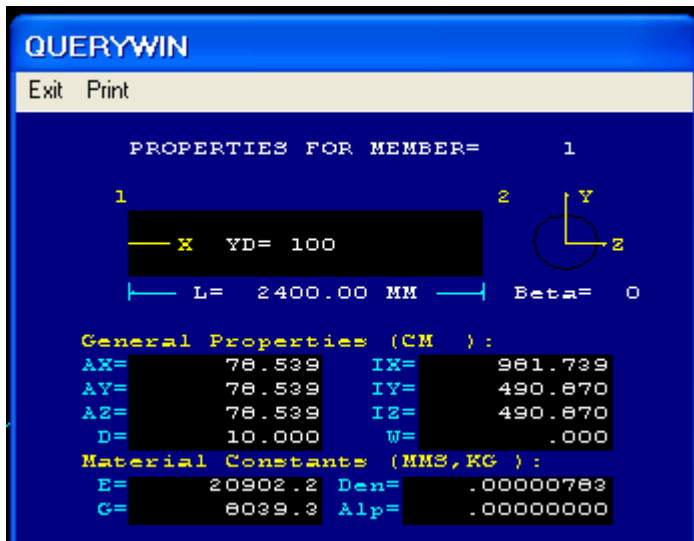 QUERYWIN
Exit Print
PROPERTIES FOR MEMBER= 1
1 2 Y
X YD= 100 Z
L= 2400.00 MM Beta= 0
General Properties (CM ):
AX= 78.539 IX= 981.739
AY= 78.539 IY= 490.870
AZ= 78.539 IZ= 490.870
D= 10.000 W= .000
Material Constants (MMS,KG ):
E= 20902.2 Den= .00000783
G= 8039.3 Alp= .00000000